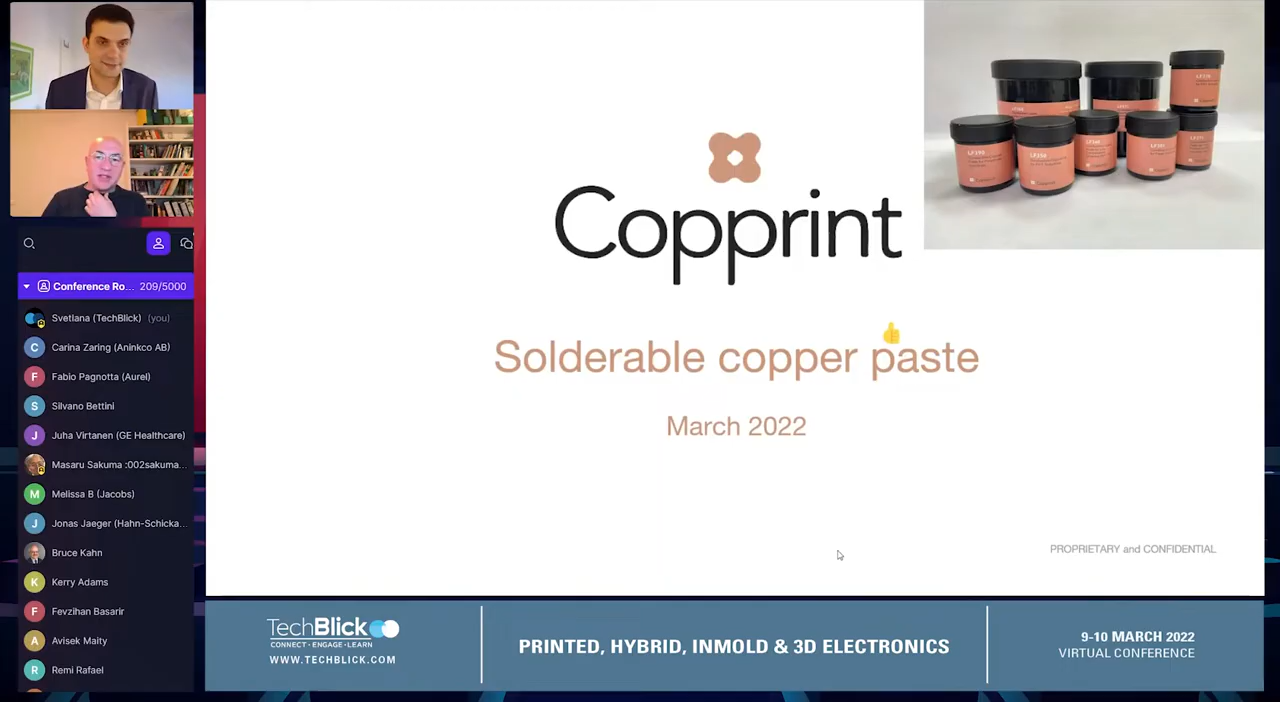 Conference Ro... 209/5000
Svetlana (TechBlick) (you)
Carina Zaring (Aninkco AB)
Fabio Pagnotta (Aurel)
Silvano Bettini
Juha Virtanen (GE Healthcare)
Masaru Sakuma :002sakuma...
Melissa B (Jacobs)
Jonas Jaeger (Hahn-Schicka...
Bruce Kahn
Kerry Adams
Fevzihan Basarir
Avisek Maity
Remi Rafael
C
F
S
J
M
J
K
F
A
R
Copprint
Solderable copper paste
March 2022
PROPRIETARY and CONFIDENTIAL
TechBlick
CONNECT • ENGAGE • LEARN
WWW.TECHBLICK.COM
PRINTED, HYBRID, INMOLD & 3D ELECTRONICS
9-10 MARCH 2022
VIRTUAL CONFERENCE